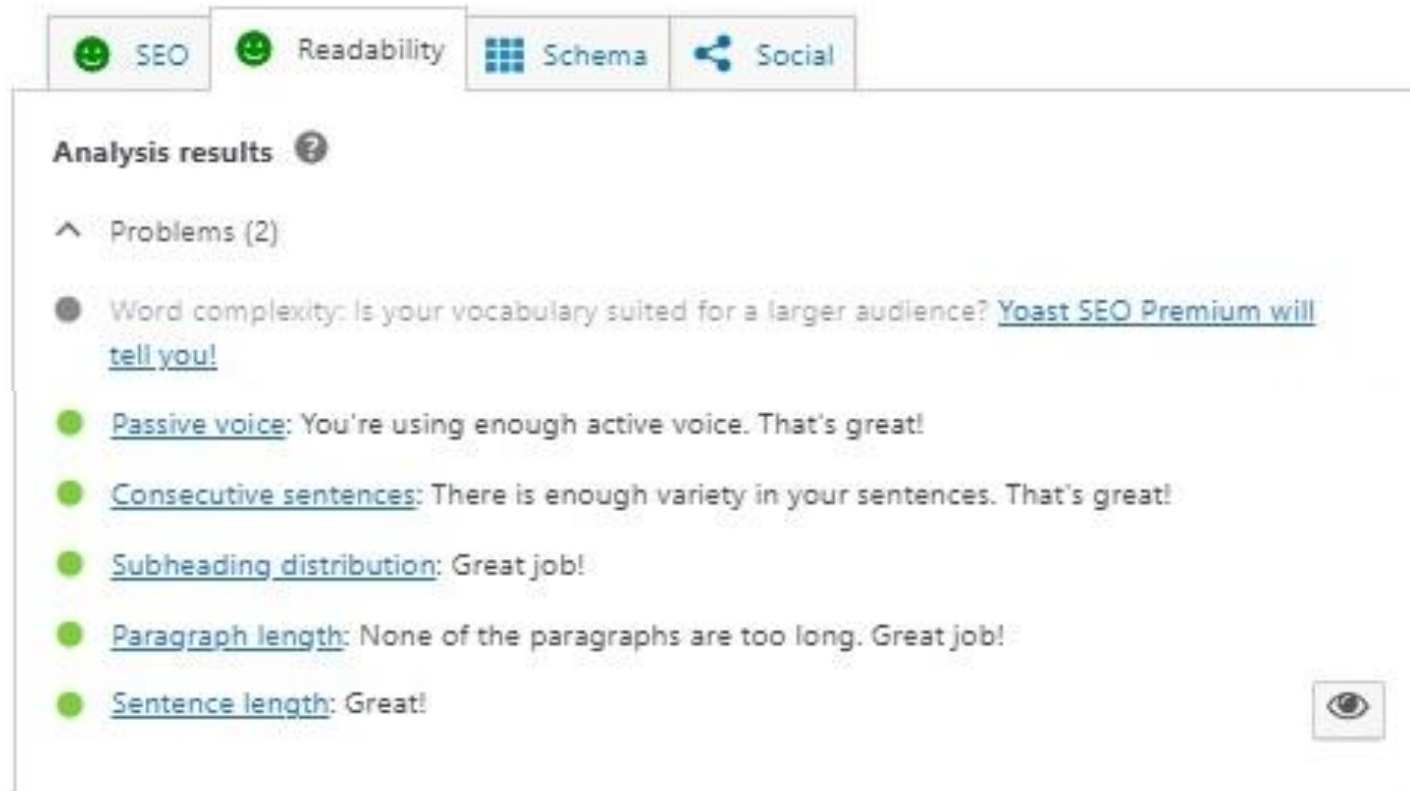 SEO Readability Schema Social
Analysis results
Problems (2)
Word complexity: Is your vocabulary suited for a larger audience? Yoast SEO Premium will
tell you!
Passive voice: You're using enough active voice. That's great!
Consecutive sentences: There is enough variety in your sentences. That's great!
Subheading distribution: Great job!
Paragraph length: None of the paragraphs are too long. Great job!
Sentence length: Great!